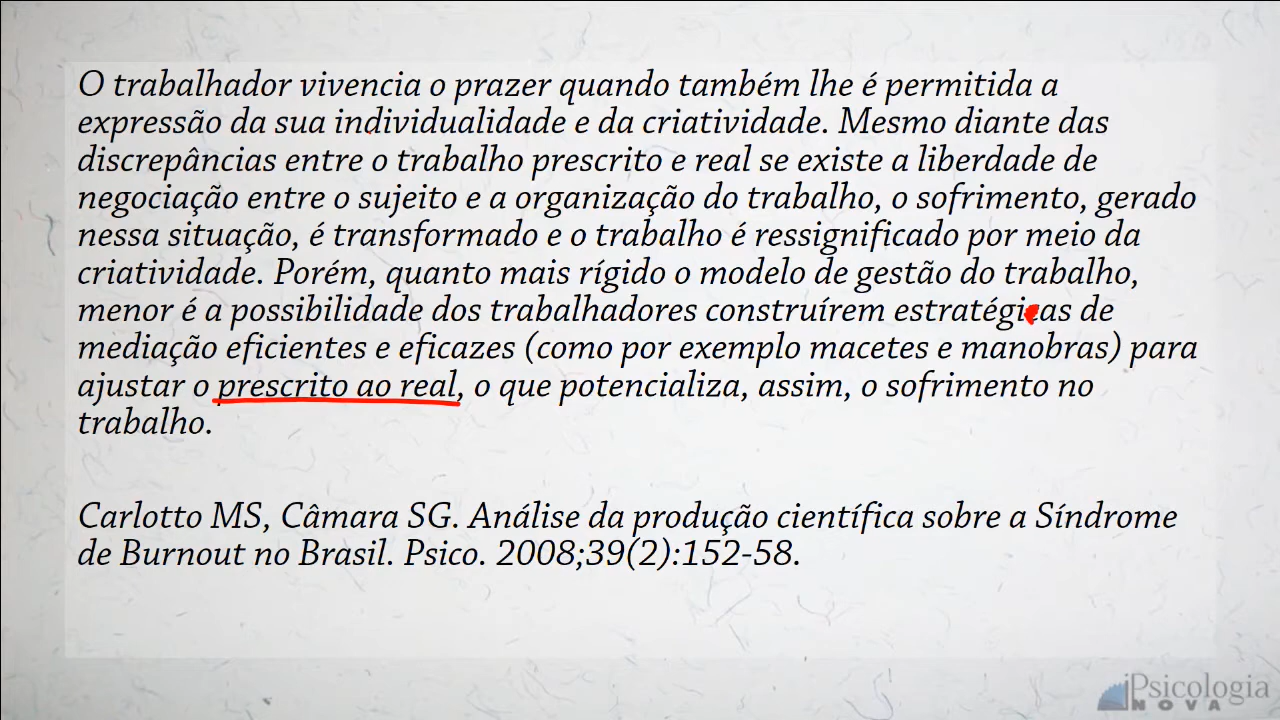 O trabalhador vivencia o prazer quando também lhe é permitida a
expressão da sua individualidade e da criatividade. Mesmo diante das
discrepâncias entre o trabalho prescrito e real se existe a liberdade de
negociação entre o sujeito e a organização do trabalho, o sofrimento, gerado
nessa situação, é transformado e o trabalho é ressignificado por meio da
criatividade. Porém, quanto mais rígido o modelo de gestão do trabalho,
menor é a possibilidade dos trabalhadores construírem estratégicas de
mediação eficientes e eficazes (como por exemplo macetes e manobras) para
ajustar o prescrito ao real, o que potencializa, assim, o sofrimento no
trabalho.
Carlotto MS, Câmara SG. Análise da produção científica sobre a Síndrome
de Burnout no Brasil. Psico. 2008;39(2):152-58.
Psicologia
NOVA